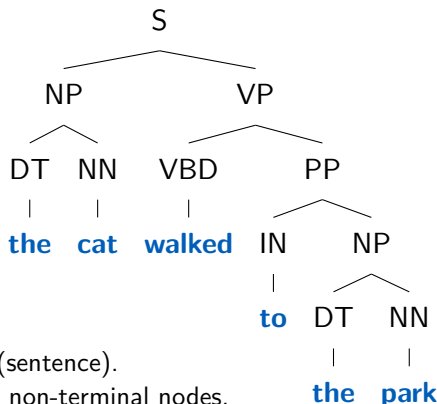 S
NP VP
DT NN VBD PP
the cat walked IN NP
to DT NN
(sentence).
non-terminal nodes.
the park